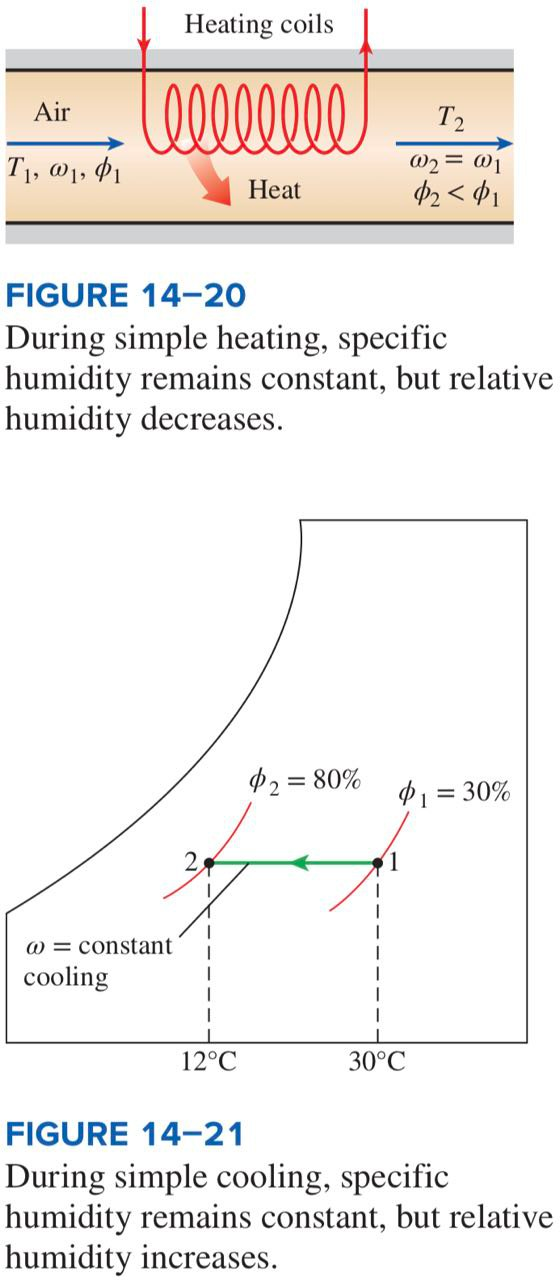 Heating coils
Air
T₁, ω₁, ϕ₁
Heat
T₂
ω₂ = ω₁
ϕ₂ < ϕ₁
FIGURE 14–20
During simple heating, specific
humidity remains constant, but relative
humidity decreases.
ϕ₂ = 80%
ϕ₁ = 30%
2
1
ω = constant
cooling
12°C
30°C
FIGURE 14–21
During simple cooling, specific
humidity remains constant, but relative
humidity increases.